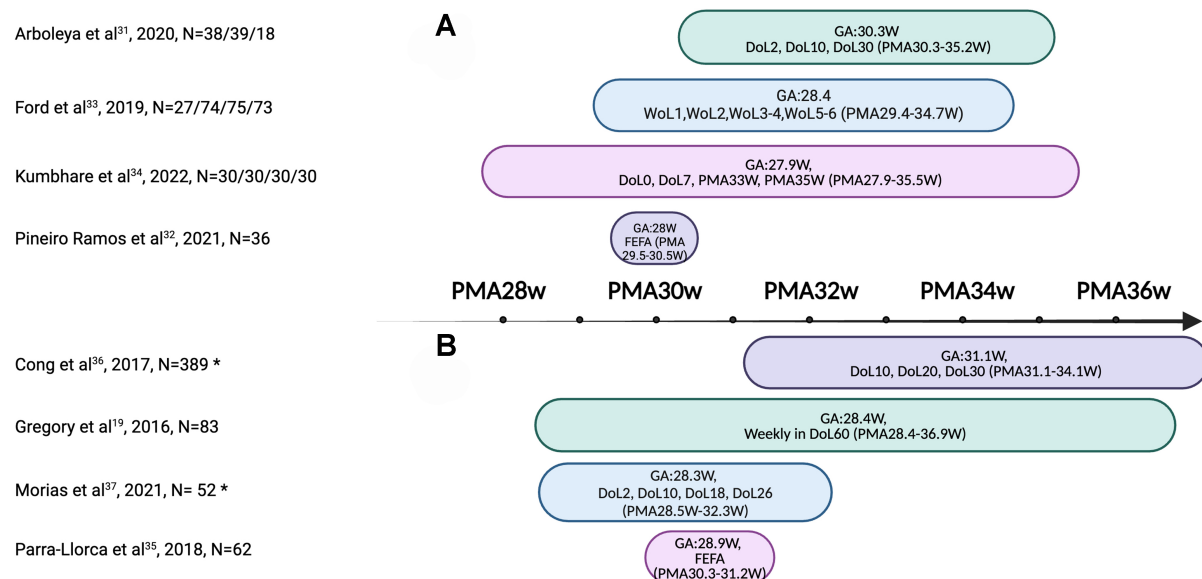 A
Arboleya et al³¹, 2020, N=38/39/18
GA:30.3W
DoL2, DoL10, DoL30 (PMA30.3-35.2W)
Ford et al³³, 2019, N=27/74/75/73
GA:28.4
WoL1,WoL2,WoL3-4,WoL5-6 (PMA29.4-34.7W)
Kumbhare et al³⁴, 2022, N=30/30/30/30
GA:27.9W,
DoL0, DoL7, PMA33W, PMA35W (PMA27.9-35.5W)
Pineiro Ramos et al³², 2021, N=36
GA:28W
FEFA (PMA
29.5-30.5W)
PMA28w PMA30w PMA32w PMA34w PMA36w
B
Cong et al³⁶, 2017, N=389 *
GA:31.1W,
DoL10, DoL20, DoL30 (PMA31.1-34.1W)
Gregory et al¹⁹, 2016, N=83
GA:28.4W,
Weekly in DoL60 (PMA28.4-36.9W)
Morias et al³⁷, 2021, N= 52 *
GA:28.3W,
DoL2, DoL10, DoL18, DoL26
(PMA28.5W-32.3W)
Parra-Llorca et al³⁵, 2018, N=62
GA:28.9W,
FEFA
(PMA30.3-31.2W)